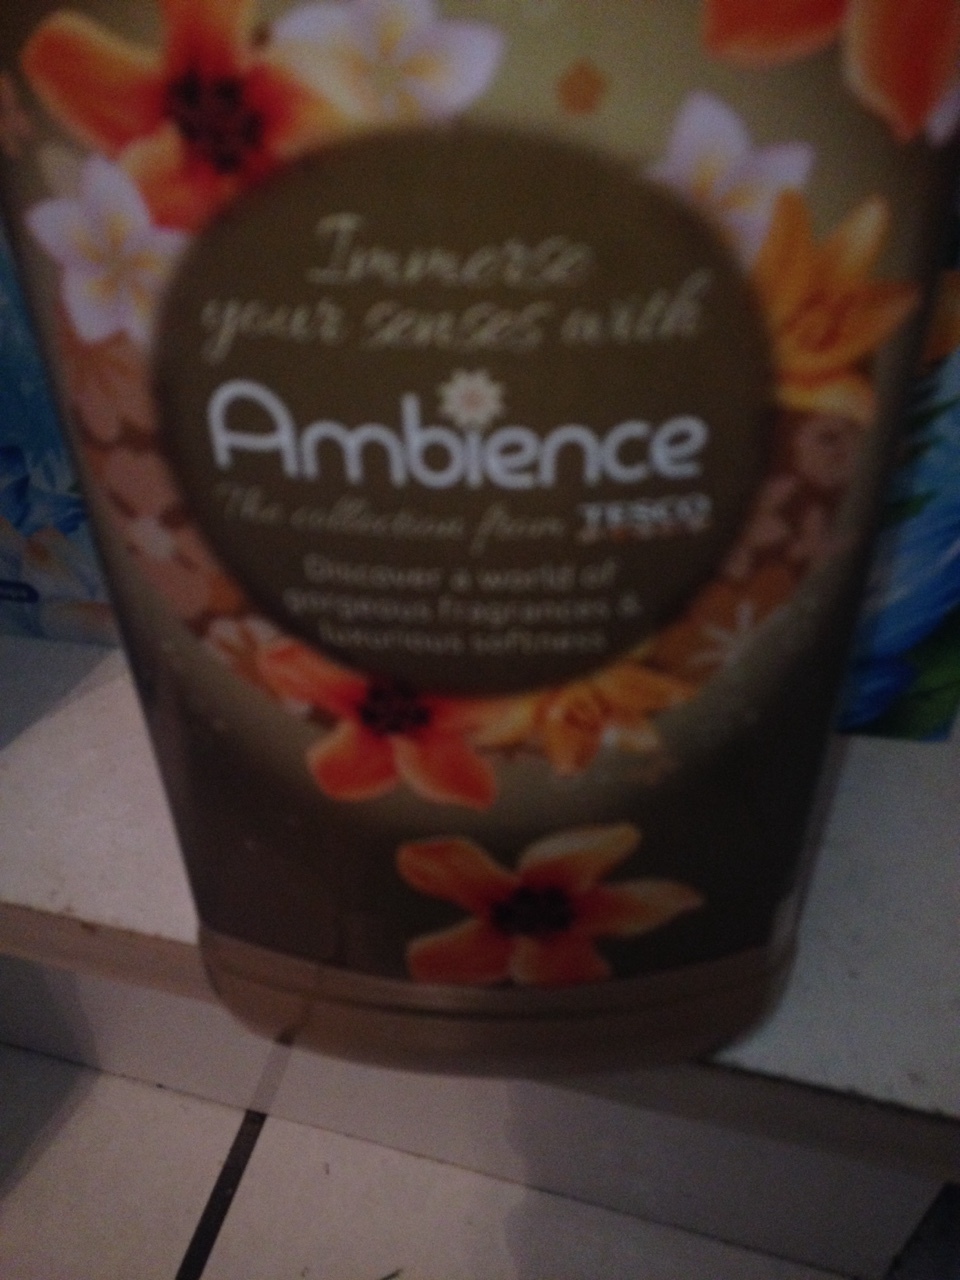 Immerse
your senses with
Ambience
The collection from TESCO
Discover a world of
gorgeous fragrances &
luxurious softness